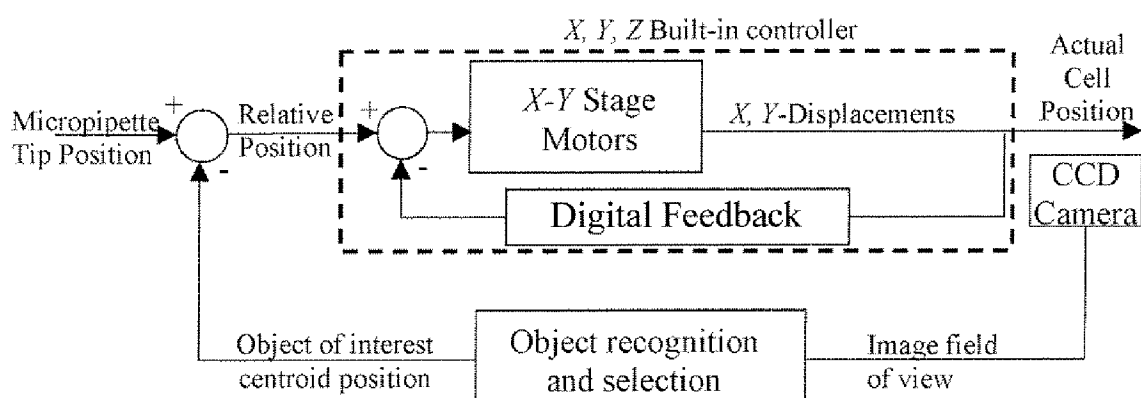 X, Y, Z Built-in controller
Actual
Cell
Position
Micropipette
Tip Position
+
-
Relative
Position
+
-
X-Y Stage
Motors
X, Y-Displacements
Digital Feedback
CCD
Camera
Object of interest
centroid position
Object recognition
and selection
Image field
of view